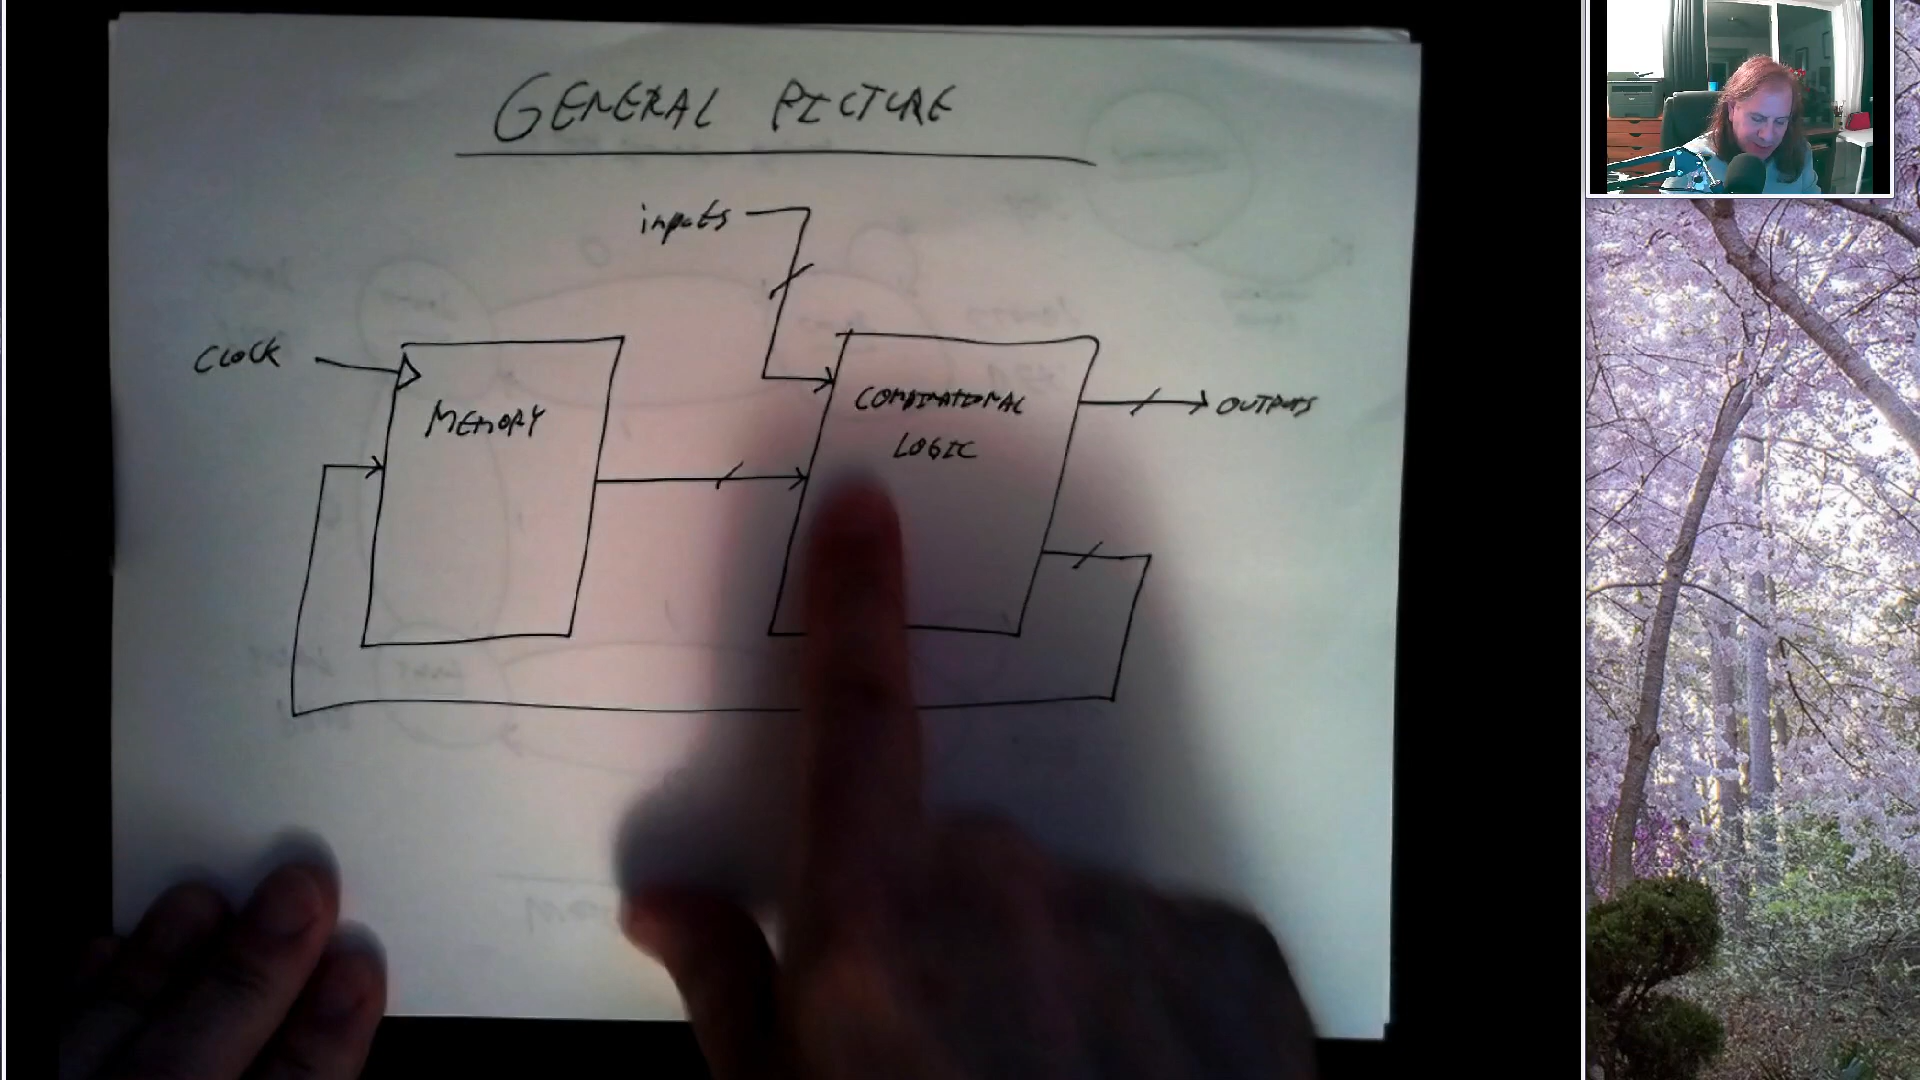 GENERAL PICTURE
inputs
CLOCK
MEMORY
COMBINATIONAL
LOGIC
OUTPUTS